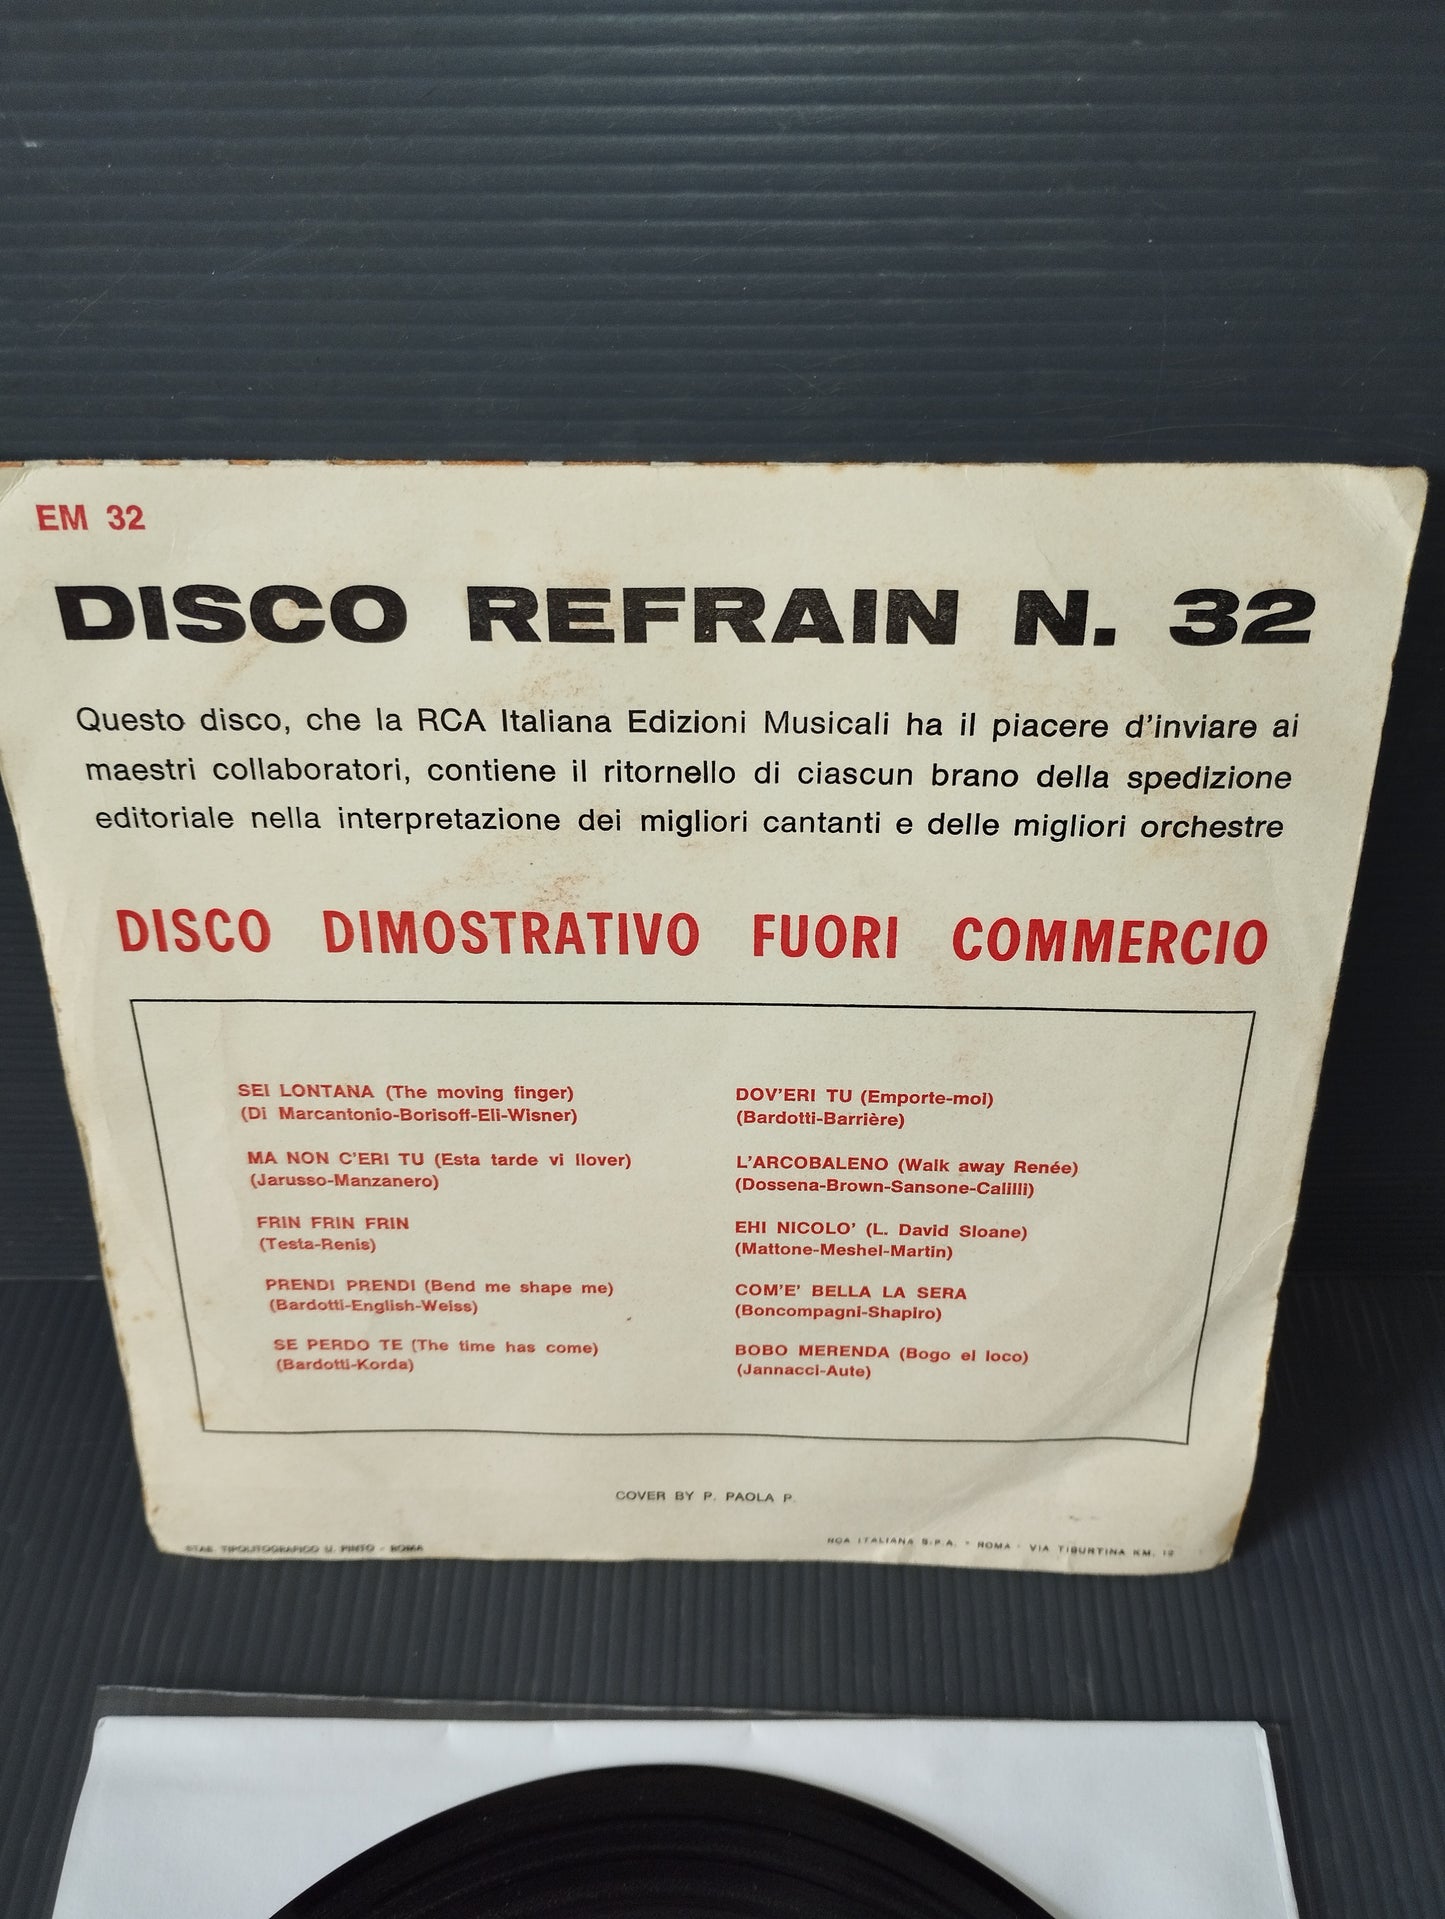 EM 32
DISCO REFRAIN N. 32
Questo disco, che la RCA Italiana Edizioni Musicali ha il piacere d'inviare ai
maestri collaboratori, contiene il ritornello di ciascun brano della spedizione
editoriale nella interpretazione dei migliori cantanti e delle migliori orchestre
DISCO DIMOSTRATIVO FUORI COMMERCIO
SEI LONTANA (The moving finger)
(Di Marcantonio-Borisoff-Eli-Wisner)
MA NON C'ERI TU (Esta tarde vi llover)
(Jarusso-Manzanero)
FRIN FRIN FRIN
(Testa-Renis)
PRENDI PRENDI (Bend me shape me)
(Bardotti-English-Weiss)
SE PERDO TE (The time has come)
(Bardotti-Korda)
DOV'ERI TU (Emporte-moi)
(Bardotti-Barrière)
L'ARCOBALENO (Walk away Renée)
(Dossena-Brown-Sansone-Calilli)
EHI NICOLO' (L. David Sloane)
(Mattone-Meshel-Martin)
COM'E' BELLA LA SERA
(Boncompagni-Shapiro)
BOBO MERENDA (Bogo el loco)
(Jannacci-Aute)
COVER BY P. PAOLA P.
STAB. TIPOLITOGRAFICO U. PINTO - ROMA
RCA ITALIANA S.P.A. - ROMA - VIA TIBURTINA KM. 12